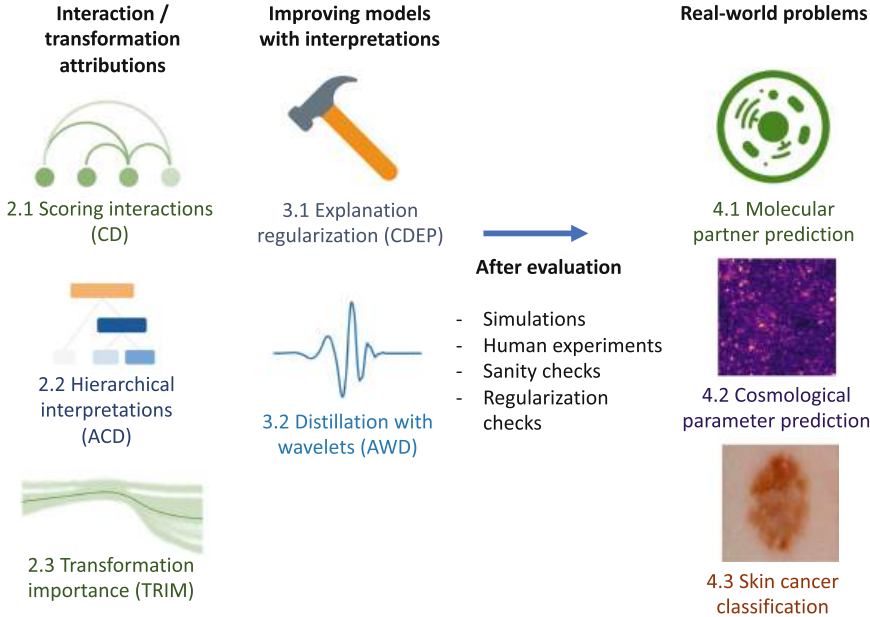 Interaction /
transformation
attributions
2.1 Scoring interactions
(CD)
2.2 Hierarchical
interpretations
(ACD)
2.3 Transformation
importance (TRIM)
Improving models
with interpretations
3.1 Explanation
regularization (CDEP)
3.2 Distillation with
wavelets (AWD)
After evaluation
- Simulations
- Human experiments
- Sanity checks
- Regularization
checks
Real-world problems
4.1 Molecular
partner prediction
4.2 Cosmological
parameter prediction
4.3 Skin cancer
classification